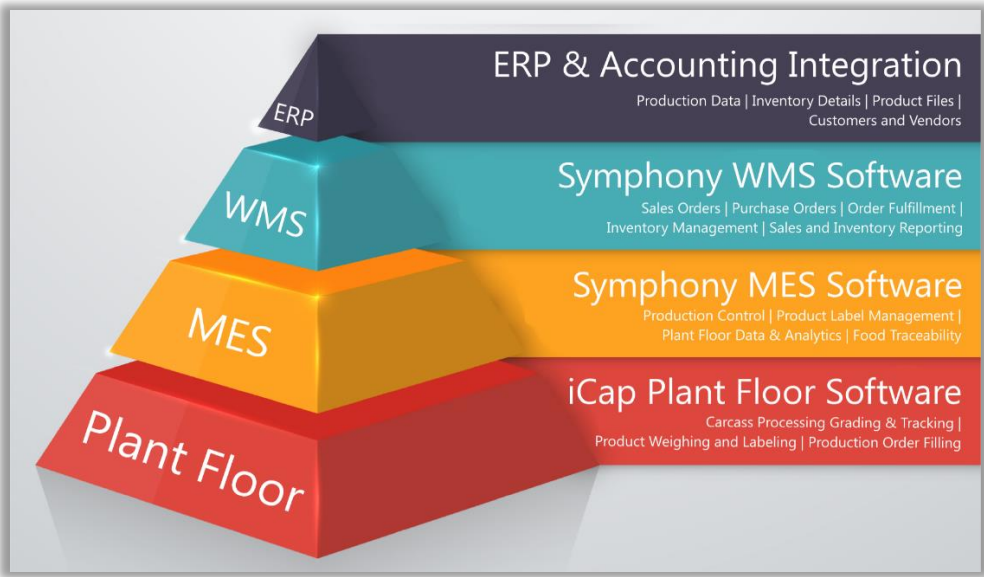 ERP
ERP & Accounting Integration
Production Data | Inventory Details | Product Files |
Customers and Vendors
WMS
Symphony WMS Software
Sales Orders | Purchase Orders | Order Fulfillment |
Inventory Management | Sales and Inventory Reporting
MES
Symphony MES Software
Production Control | Product Label Management |
Plant Floor Data & Analytics | Food Traceability
Plant Floor
iCap Plant Floor Software
Carcass Processing Grading & Tracking |
Product Weighing and Labeling | Production Order Filling